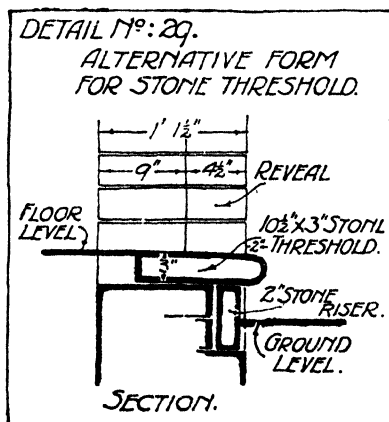 DETAIL Nº: 29.
ALTERNATIVE FORM
FOR STONE THRESHOLD.
1' 1½"
9" 4½"
REVEAL
FLOOR
LEVEL
10½"X3"STONE
THRESHOLD.
2"STONE
RISER.
GROUND
LEVEL.
SECTION.